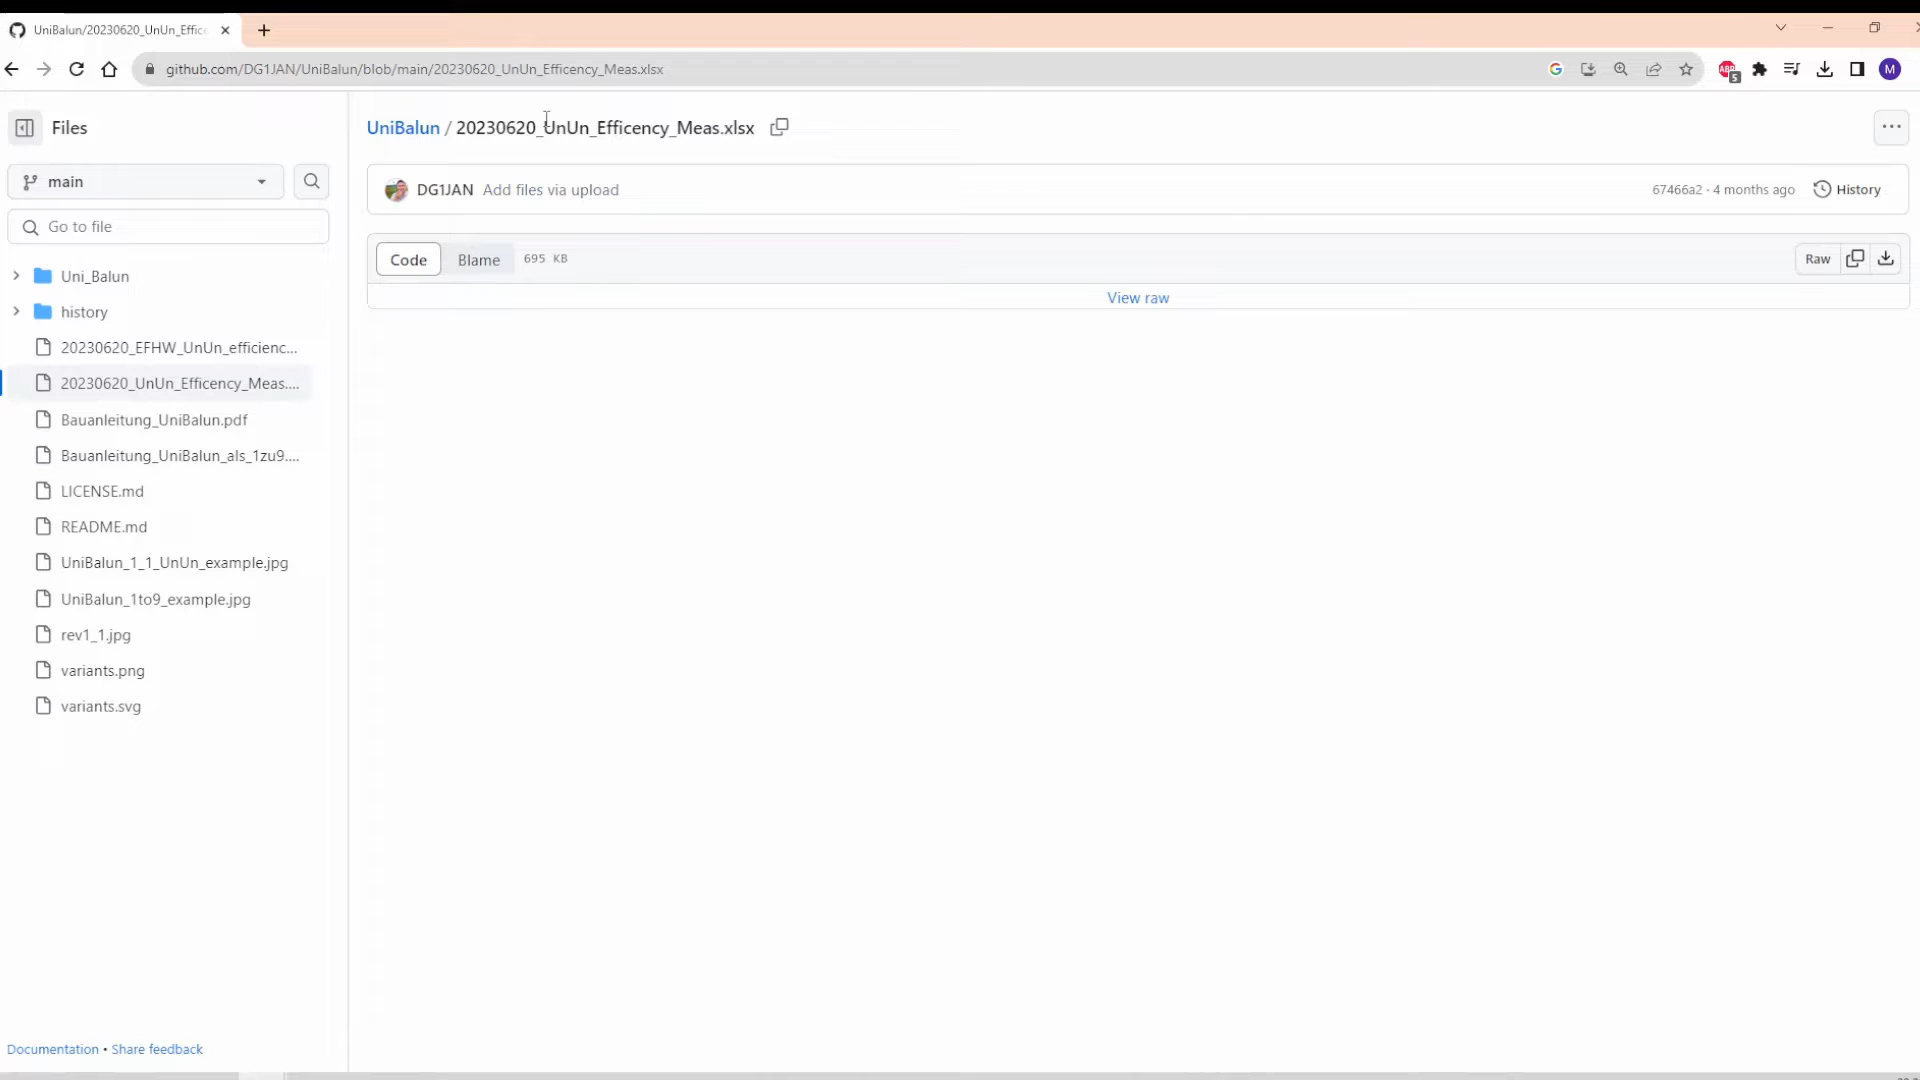 UniBalun/20230620_UnUn_Effic
github.com/DG1JAN/UniBalun/blob/main/20230620_UnUn_Efficency_Meas.xlsx
ABP
5
M
Files
UniBalun / 20230620_UnUn_Efficency_Meas.xlsx
main
DG1JAN Add files via upload
67466a2 · 4 months ago
History
Go to file
Code
Blame
695 KB
Raw
View raw
Uni_Balun
history
20230620_EFHW_UnUn_efficienc...
20230620_UnUn_Efficency_Meas....
Bauanleitung_UniBalun.pdf
Bauanleitung_UniBalun_als_1zu9....
LICENSE.md
README.md
UniBalun_1_1_UnUn_example.jpg
UniBalun_1to9_example.jpg
rev1_1.jpg
variants.png
variants.svg
Documentation • Share feedback